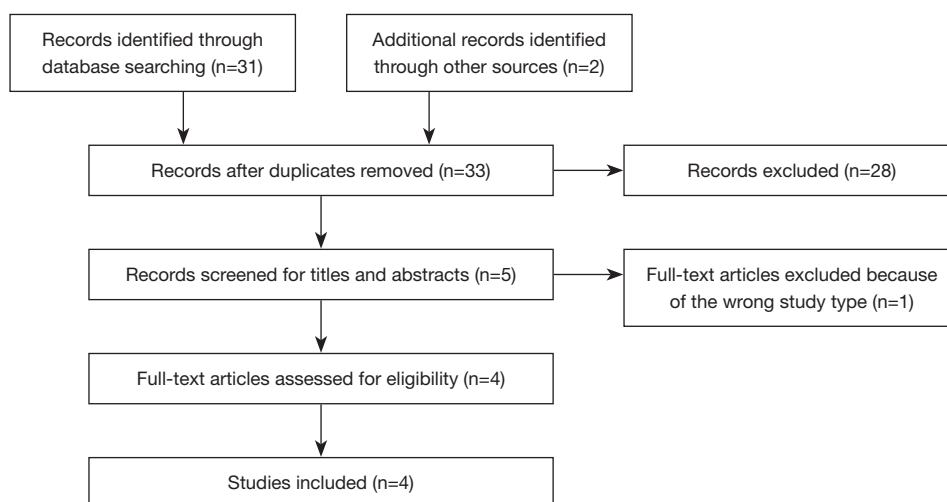 Records identified through
database searching (n=31)
Additional records identified
through other sources (n=2)
Records after duplicates removed (n=33)
Records excluded (n=28)
Records screened for titles and abstracts (n=5)
Full-text articles excluded because
of the wrong study type (n=1)
Full-text articles assessed for eligibility (n=4)
Studies included (n=4)